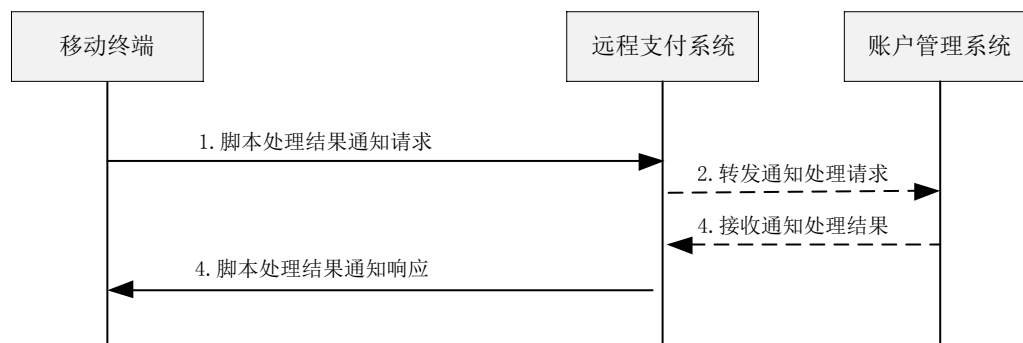 移动终端
远程支付系统
账户管理系统
1.脚本处理结果通知请求
2.转发通知处理请求
4.接收通知处理结果
4.脚本处理结果通知响应